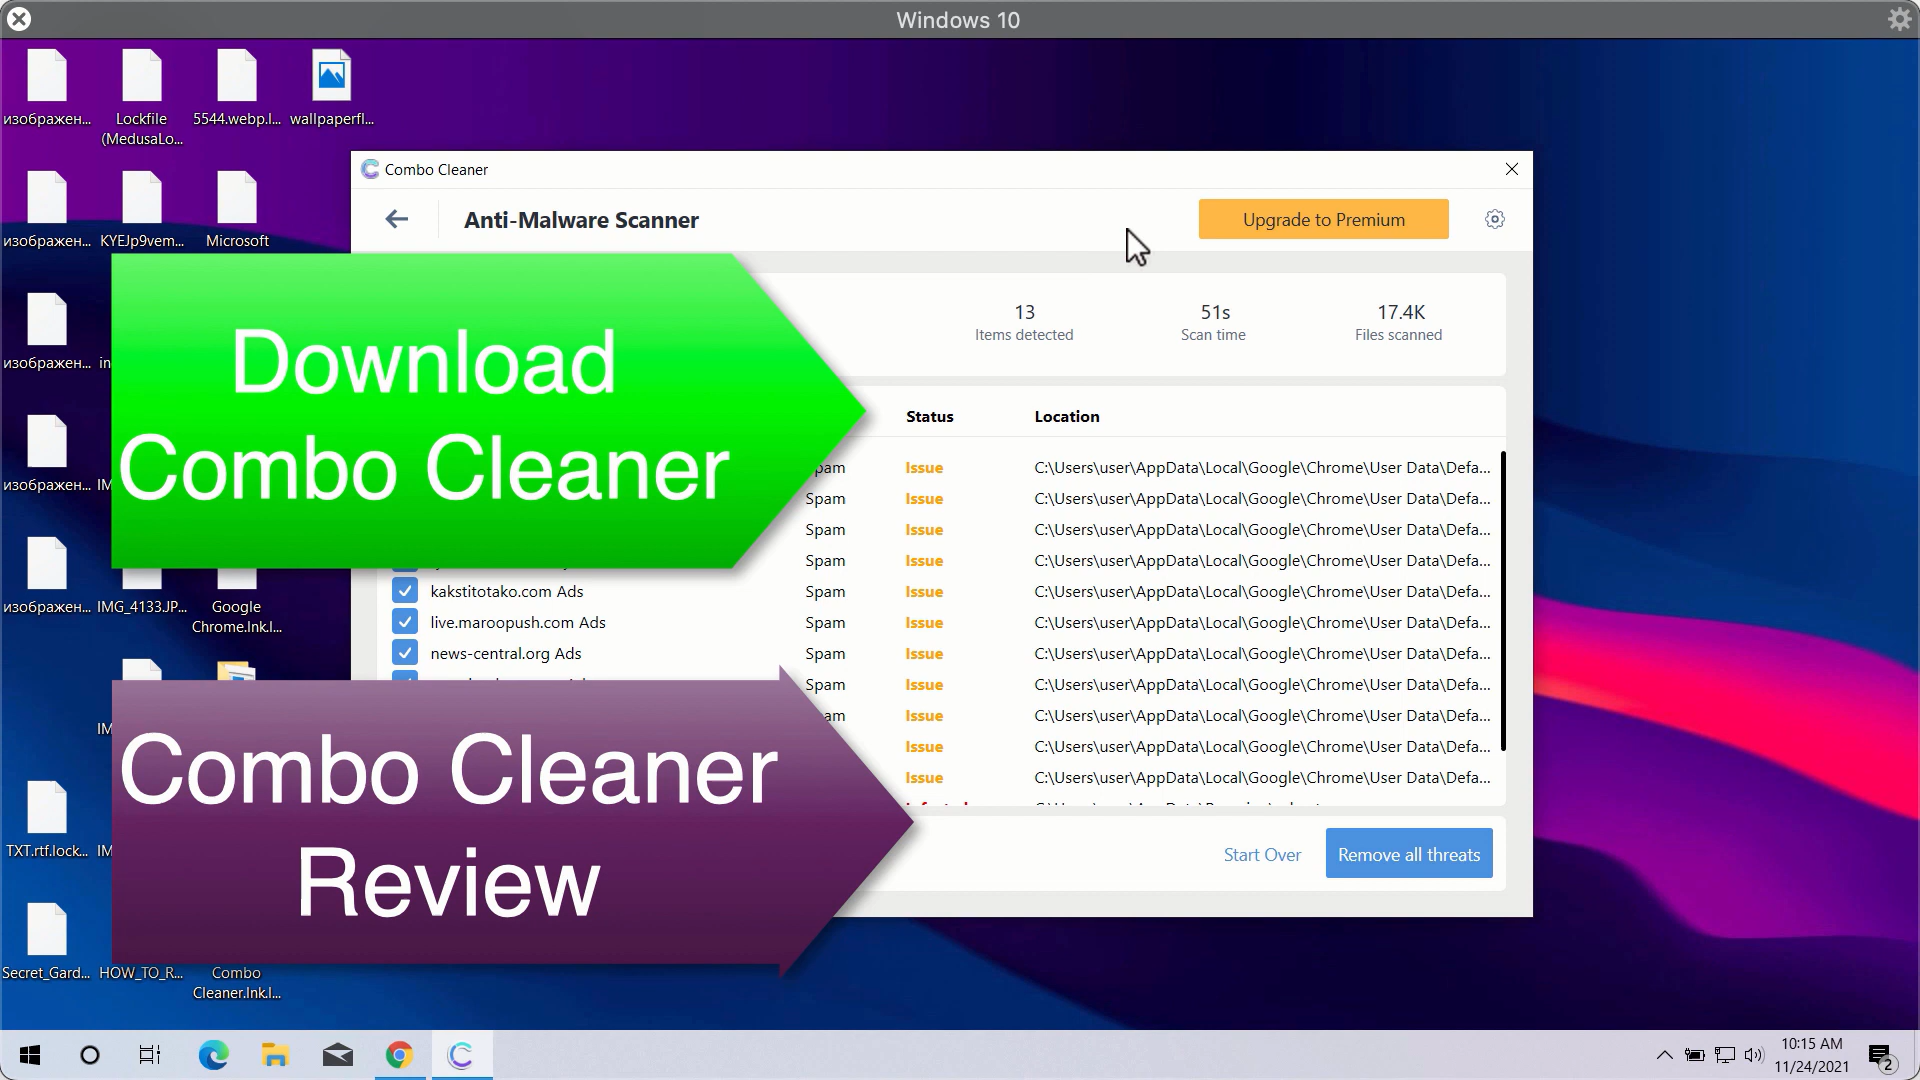 Windows 10
изображен...
Lockfile
(MedusaLo...
5544.webp.l...
wallpaperfl...
изображен...
KYEJp9vem...
Microsoft
изображен...
in
изображен...
IM
изображен...
IMG_4133.JP...
Google
Chrome.lnk.l...
IM
TXT.rtf.lock...
IM
Secret_Gard...
HOW_TO_R...
Combo
Cleaner.lnk.l...
Combo Cleaner
Anti-Malware Scanner
Upgrade to Premium
13
Items detected
51s
Scan time
17.4K
Files scanned
Status Location
pam Issue C:\Users\user\AppData\Local\Google\Chrome\User Data\Defa...
Spam Issue C:\Users\user\AppData\Local\Google\Chrome\User Data\Defa...
Spam Issue C:\Users\user\AppData\Local\Google\Chrome\User Data\Defa...
Spam Issue C:\Users\user\AppData\Local\Google\Chrome\User Data\Defa...
kakstitotako.com Ads Spam Issue C:\Users\user\AppData\Local\Google\Chrome\User Data\Defa...
live.maroopush.com Ads Spam Issue C:\Users\user\AppData\Local\Google\Chrome\User Data\Defa...
news-central.org Ads Spam Issue C:\Users\user\AppData\Local\Google\Chrome\User Data\Defa...
Spam Issue C:\Users\user\AppData\Local\Google\Chrome\User Data\Defa...
am Issue C:\Users\user\AppData\Local\Google\Chrome\User Data\Defa...
Issue C:\Users\user\AppData\Local\Google\Chrome\User Data\Defa...
Issue C:\Users\user\AppData\Local\Google\Chrome\User Data\Defa...
Start Over
Remove all threats
Download
Combo Cleaner
Combo Cleaner
Review
10:15 AM
11/24/2021
2